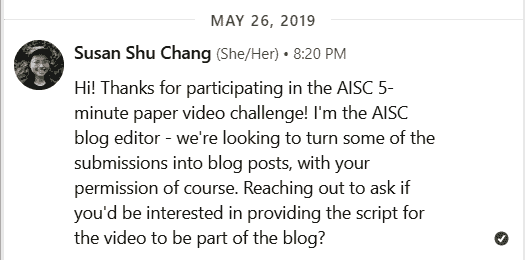 MAY 26, 2019
Susan Shu Chang (She/Her) • 8:20 PM
Hi! Thanks for participating in the AISC 5-
minute paper video challenge! I'm the AISC
blog editor - we're looking to turn some of the
submissions into blog posts, with your
permission of course. Reaching out to ask if
you'd be interested in providing the script for
the video to be part of the blog?